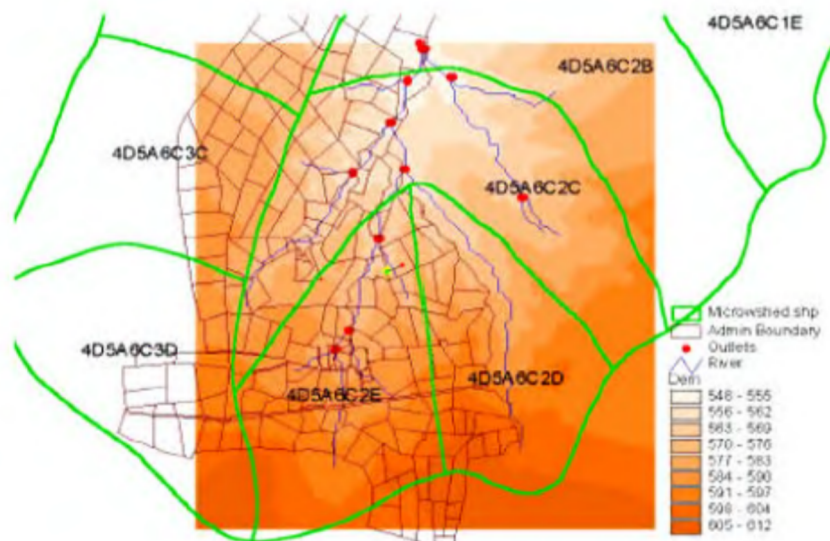 4D5A6C1E
4D5A6C2B
4D5A6C3C
4D5A6C2C
4D5A6C3D
4D5A6C2E
4D5A6C2D
Microwshed.shp
Admin Boundary
Outlets
River
Dem
548 - 555
556 - 562
563 - 569
570 - 576
577 - 583
584 - 590
591 - 597
598 - 604
605 - 612